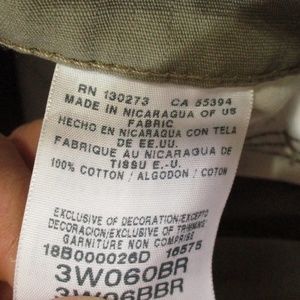 RN 130273 CA 55394
MADE IN NICARAGUA OF US
FABRIC
HECHO EN NICARAGUA CON TELA
DE EE.UU.
FABRIQUE AU NICARAGUA DE
TISSU E.U.
100% COTTON / ALGODON / COTON
EXCLUSIVE OF DECORATION/EXCEPTO
DECORACION/EXCLUSIVE OF TRIMMING
GARNITURE NON COMPRISE
18B000026D 16575
3W060BR
3W06BBR